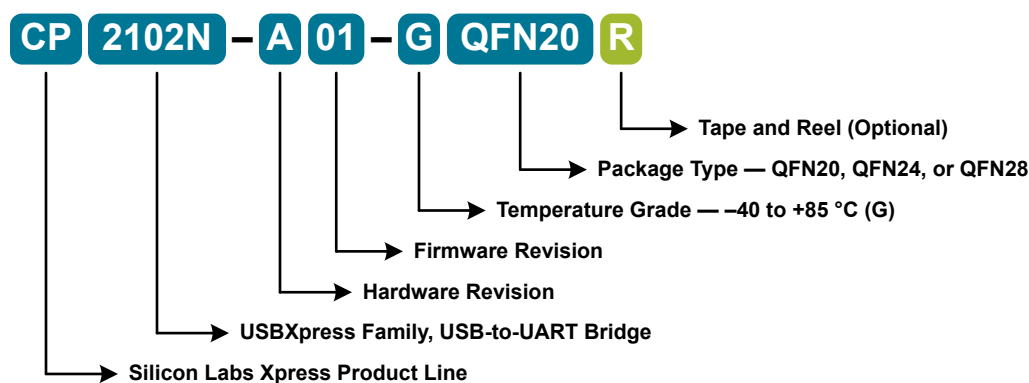 CP 2102N – A 01 – G QFN20 R
Tape and Reel (Optional)
Package Type — QFN20, QFN24, or QFN28
Temperature Grade — –40 to +85 °C (G)
Firmware Revision
Hardware Revision
USBXpress Family, USB-to-UART Bridge
Silicon Labs Xpress Product Line